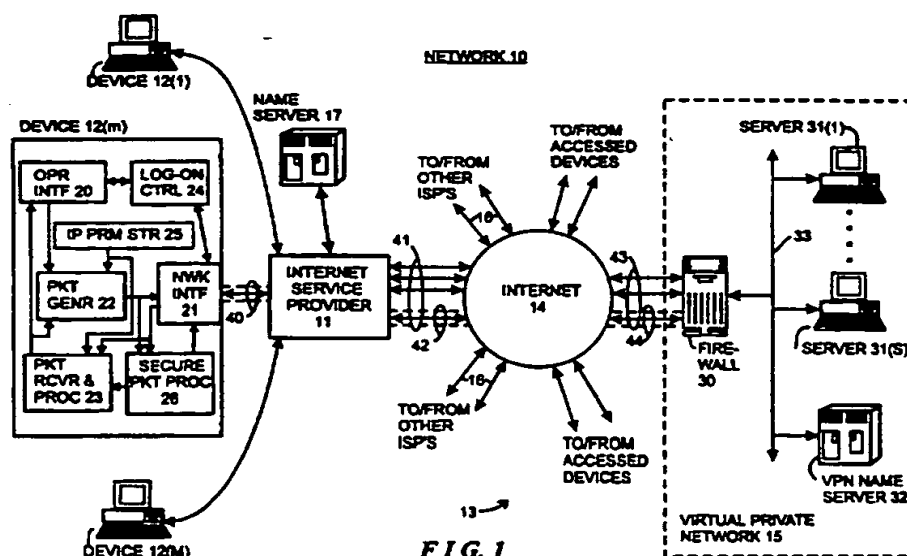 NETWORK 10
DEVICE 12(1)
NAME
SERVER 17
DEVICE 12(m)
OPR
INTF 20
LOG-ON
CTRL 24
IP PRM STR 25
PKT
GENR 22
NWK
INTF
21
PKT
RCVR &
PROC 23
SECURE
PKT PROC
26
40
INTERNET
SERVICE
PROVIDER
11
41
42
TO/FROM
OTHER
ISP'S
16
TO/FROM
ACCESSED
DEVICES
INTERNET
14
16
TO/FROM
OTHER
ISP'S
TO/FROM
ACCESSED
DEVICES
43
44
FIRE-
WALL
30
SERVER 31(1)
33
SERVER 31(S)
VPN NAME
SERVER 32
VIRTUAL PRIVATE
NETWORK 15
13
DEVICE 12(M)
FIG. 1